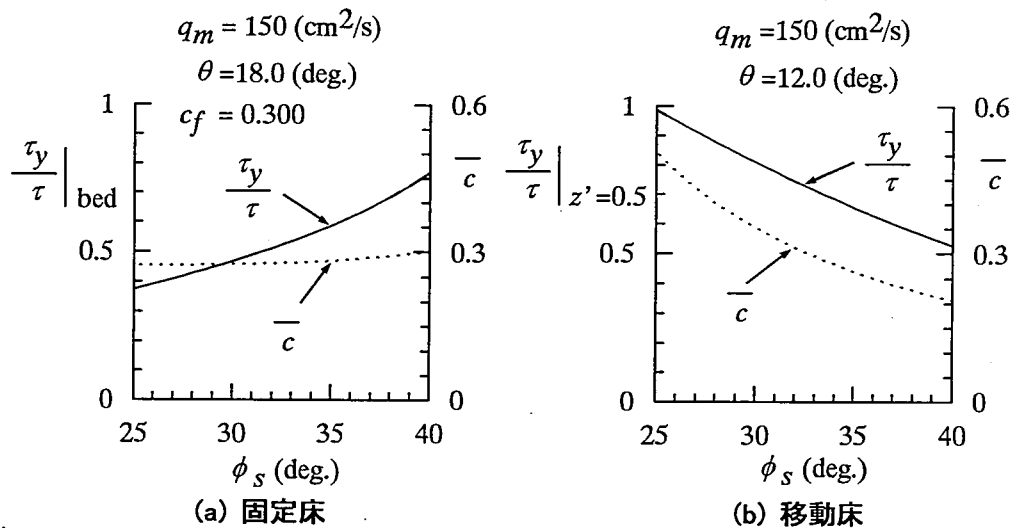 q_m = 150 (cm²/s)
θ =18.0 (deg.)
c_f = 0.300
1
0.5
0
0.6
0.3
0
τ_y/τ|bed
τ_y/τ
c̅
c̅
25 30 35 40
ϕ_s (deg.)
(a) 固定床
q_m =150 (cm²/s)
θ =12.0 (deg.)
1
0.5
0
0.6
0.3
0
τ_y/τ|z'=0.5
τ_y/τ
c̅
c̅
25 30 35 40
ϕ_s (deg.)
(b) 移動床